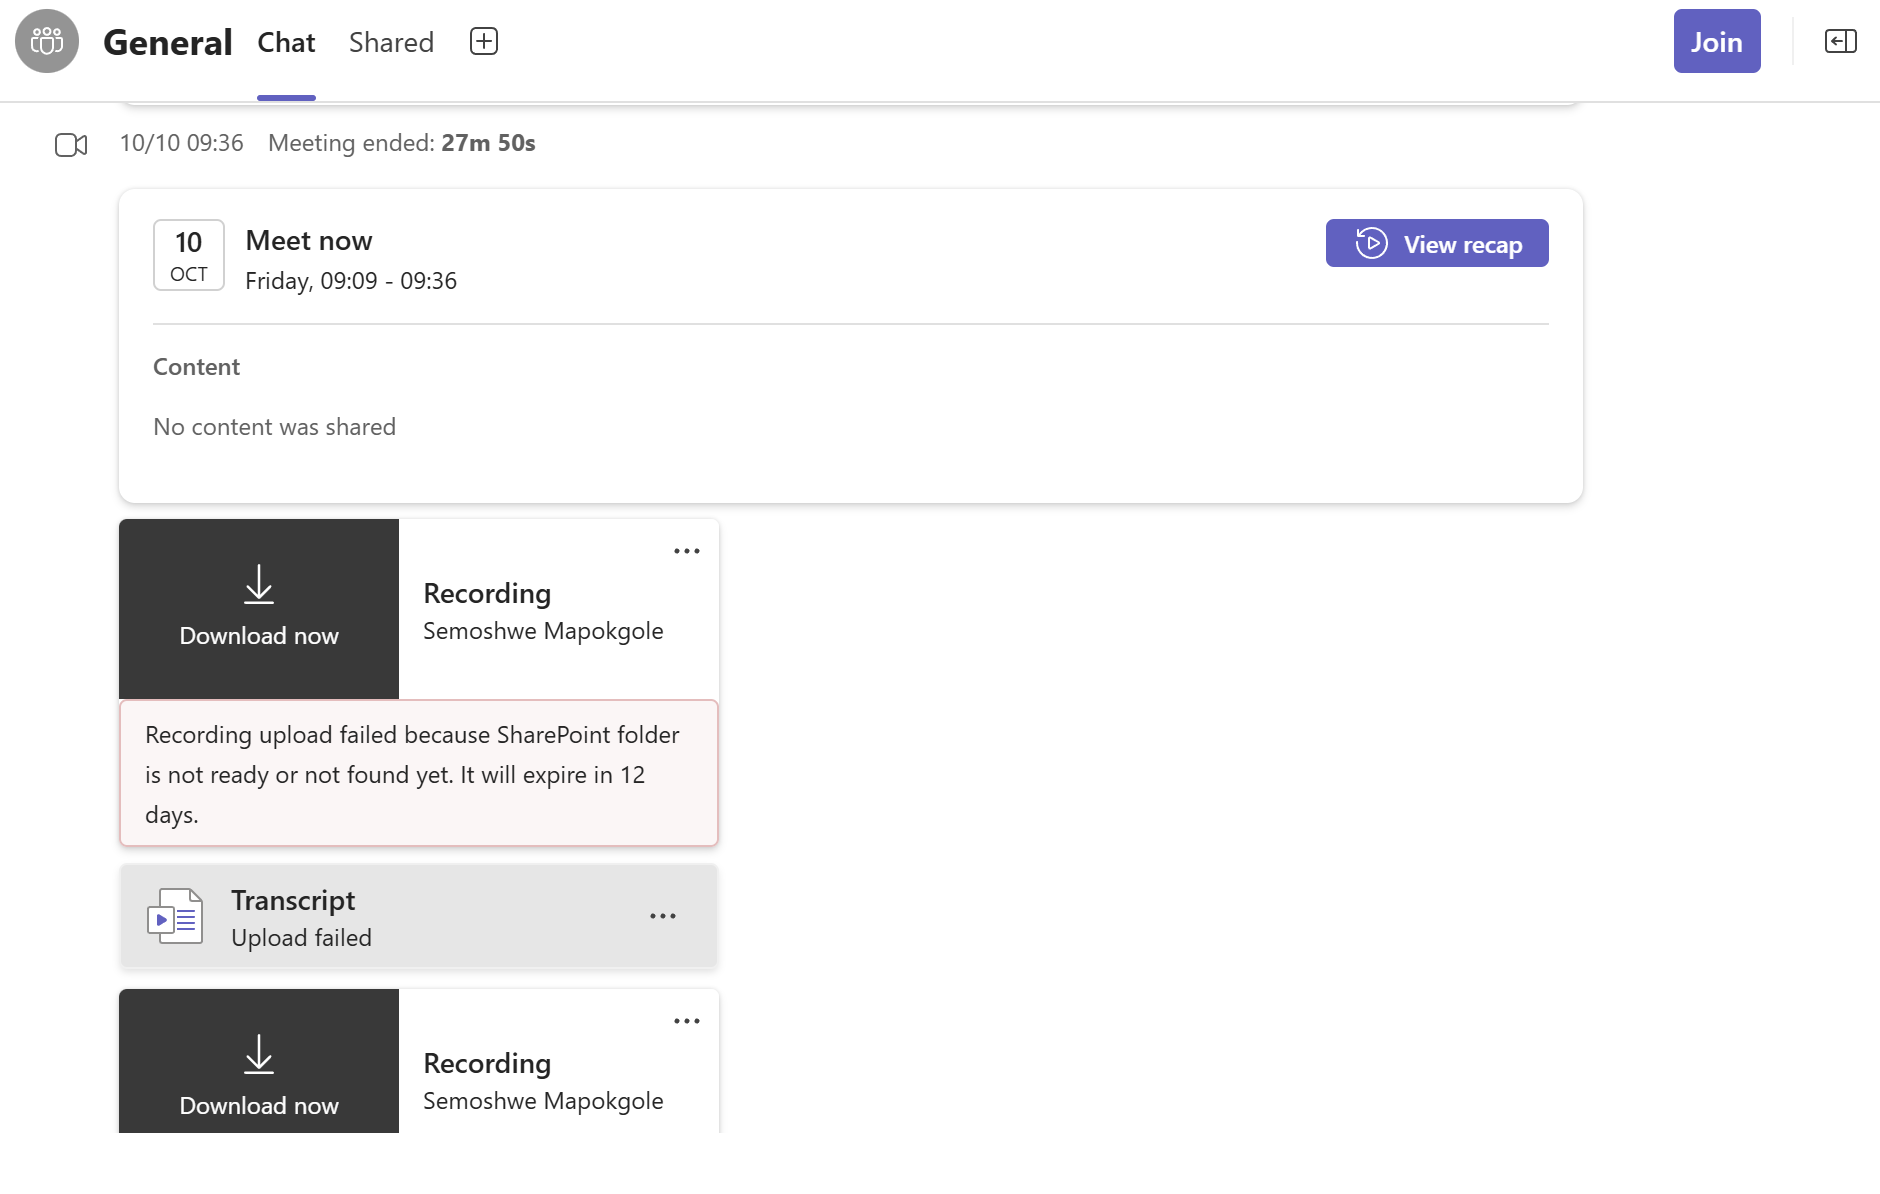 General Chat Shared Join
10/10 09:36 Meeting ended: 27m 50s
10
OCT
Meet now
Friday, 09:09 - 09:36
View recap
Content
No content was shared
Download now
Recording
Semoshwe Mapokgole
Recording upload failed because SharePoint folder
is not ready or not found yet. It will expire in 12
days.
Transcript
Upload failed
Download now
Recording
Semoshwe Mapokgole